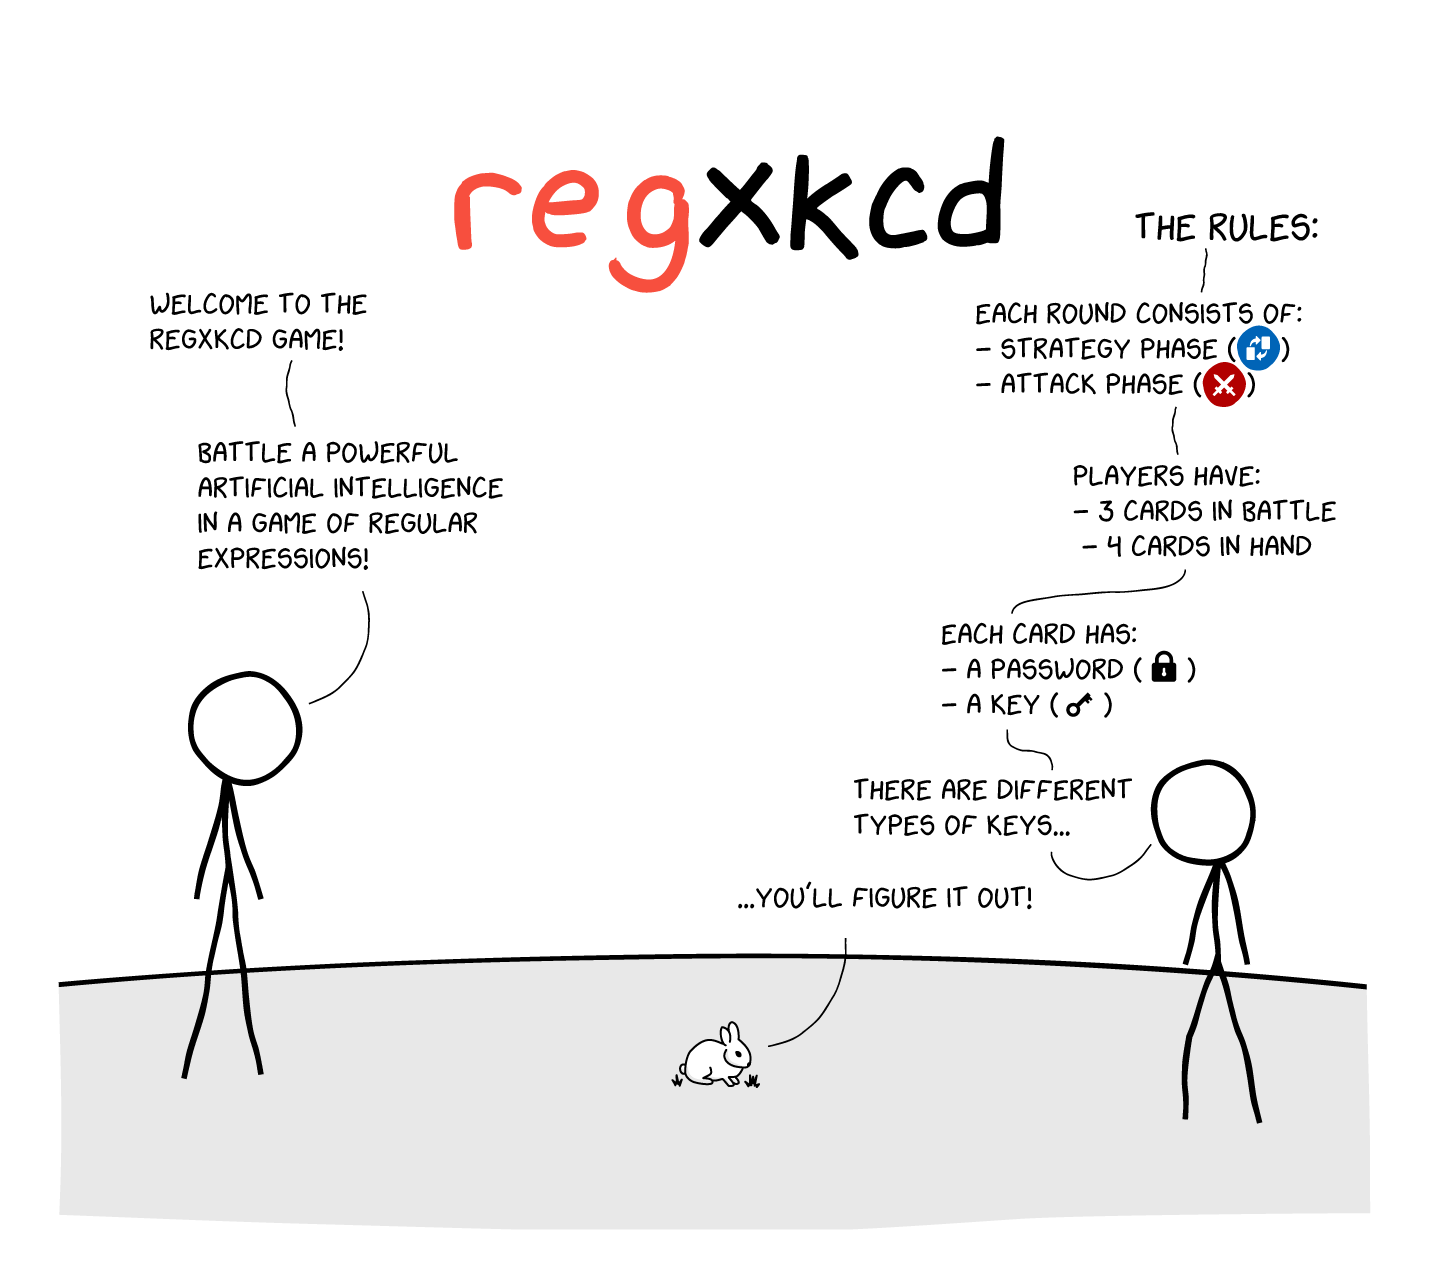 regxkcd
WELCOME TO THE
REGXKCD GAME!
BATTLE A POWERFUL
ARTIFICIAL INTELLIGENCE
IN A GAME OF REGULAR
EXPRESSIONS!
THE RULES:
EACH ROUND CONSISTS OF:
- STRATEGY PHASE ( )
- ATTACK PHASE ( )
PLAYERS HAVE:
- 3 CARDS IN BATTLE
- 4 CARDS IN HAND
EACH CARD HAS:
- A PASSWORD ( )
- A KEY ( )
THERE ARE DIFFERENT
TYPES OF KEYS...
...YOU'LL FIGURE IT OUT!